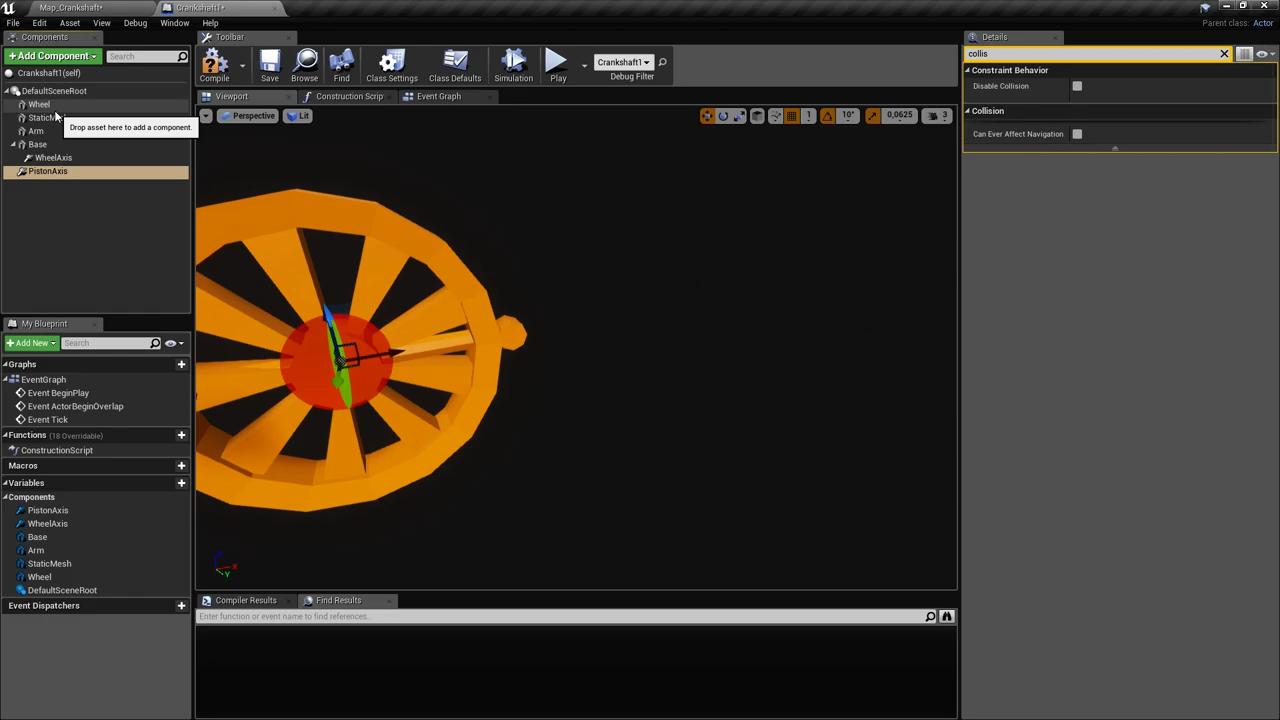 Map_Crankshaft*
Crankshaft1*
File Edit Asset View Debug Window Help
Parent class: Actor
Components
+Add Component
Search
Crankshaft1(self)
DefaultSceneRoot
Wheel
Drop asset here to add a component.
Arm
Base
WheelAxis
PistonAxis
Toolbar
Compile Save Browse Find Class Settings Class Defaults Simulation Play
Crankshaft1
Debug Filter
Viewport
Construction Scrip
Event Graph
Perspective
Lit
1
10°
0,0625
3
Details
collis
Constraint Behavior
Disable Collision
Collision
Can Ever Affect Navigation
My Blueprint
+Add New
Search
Graphs
EventGraph
Event BeginPlay
Event ActorBeginOverlap
Event Tick
Functions (18 Overridable)
ConstructionScript
Macros
Variables
Components
PistonAxis
WheelAxis
Base
Arm
StaticMesh
Wheel
DefaultSceneRoot
Event Dispatchers
X
Y
Compiler Results
Find Results
Enter function or event name to find references...